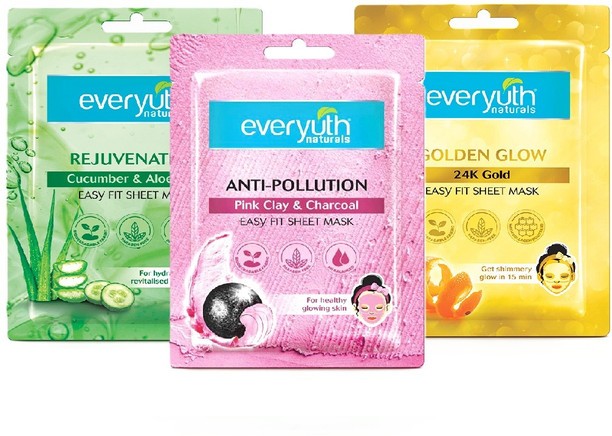 everyuth
naturals
REJUVENAT
Cucumber & Aloe
EASY FIT SHEET M
For hydr
revitalised
everyuth
naturals
ANTI-POLLUTION
Pink Clay & Charcoal
EASY FIT SHEET MASK
For healthy
glowing skin
everyuth
naturals
GOLDEN GLOW
24K Gold
EASY FIT SHEET MASK
Get shimmery
glow in 15 min